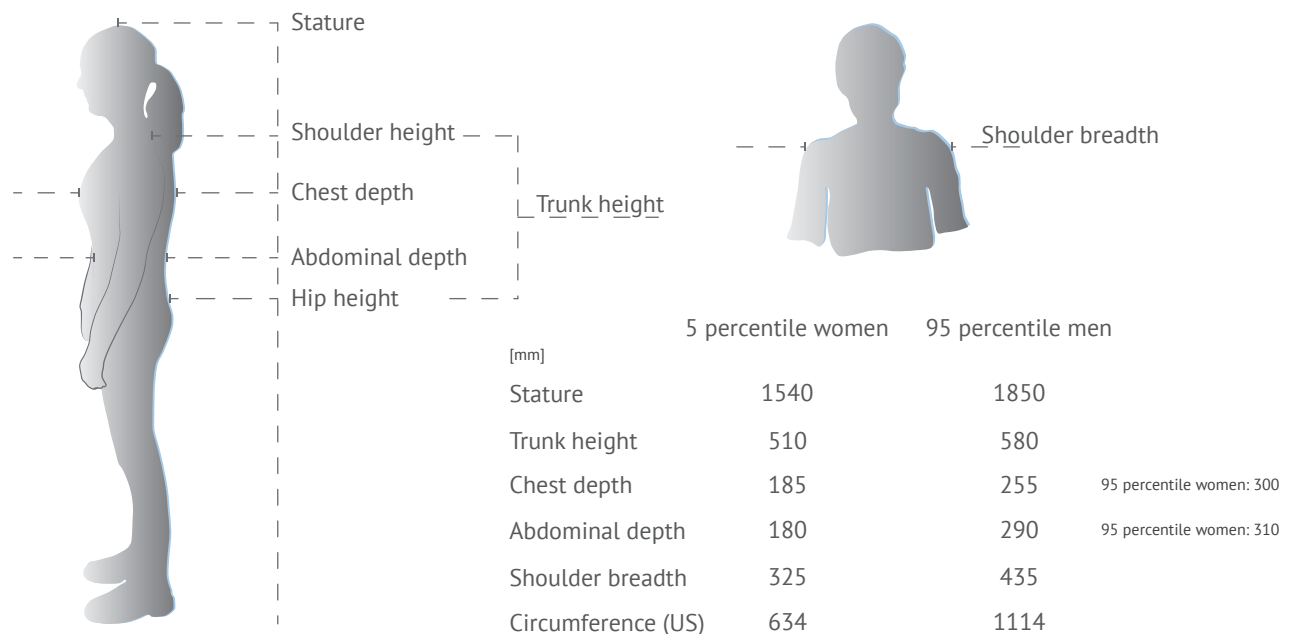 Stature
Shoulder height
Shoulder breadth
Chest depth
Trunk height
Abdominal depth
Hip height
5 percentile women 95 percentile men
[mm]
Stature 1540 1850
Trunk height 510 580
Chest depth 185 255 95 percentile women: 300
Abdominal depth 180 290 95 percentile women: 310
Shoulder breadth 325 435
Circumference (US) 634 1114